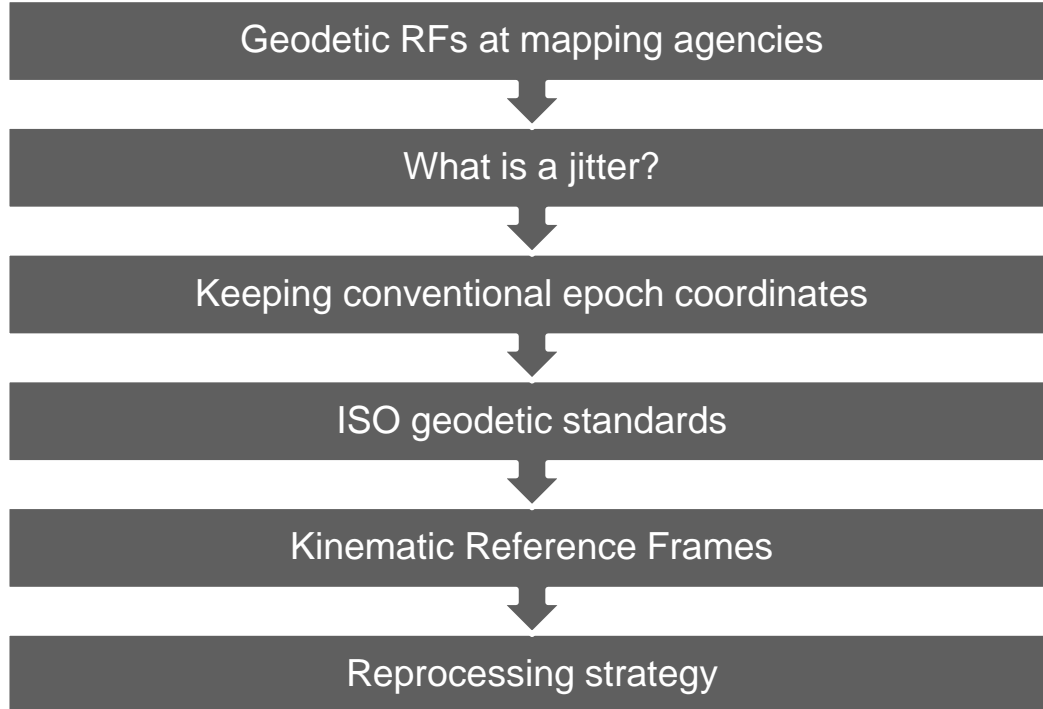 Geodetic RFs at mapping agencies
What is a jitter?
Keeping conventional epoch coordinates
ISO geodetic standards
Kinematic Reference Frames
Reprocessing strategy